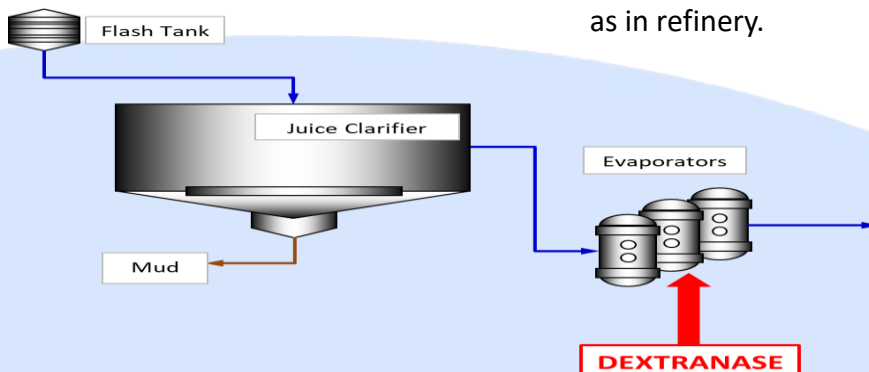 as in refinery.
Flash Tank
Juice Clarifier
Evaporators
Mud
DEXTRANASE